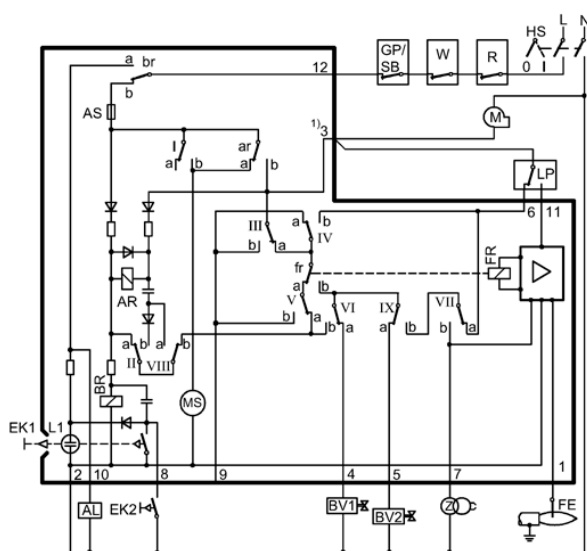 HS L N
GP/ SB W R
0 I
a br 12
b
AS
M
1) 3
I ar
a b a b
LP
6 11
III a b
b a IV
FR
fr
a b
AR
V VI IX VII
b a b a a b a b
a b b a
II VIII
BR
MS
EK1 L1
2 10 8 9 4 5 7 1
AL EK2 BV1 BV2 Z FE